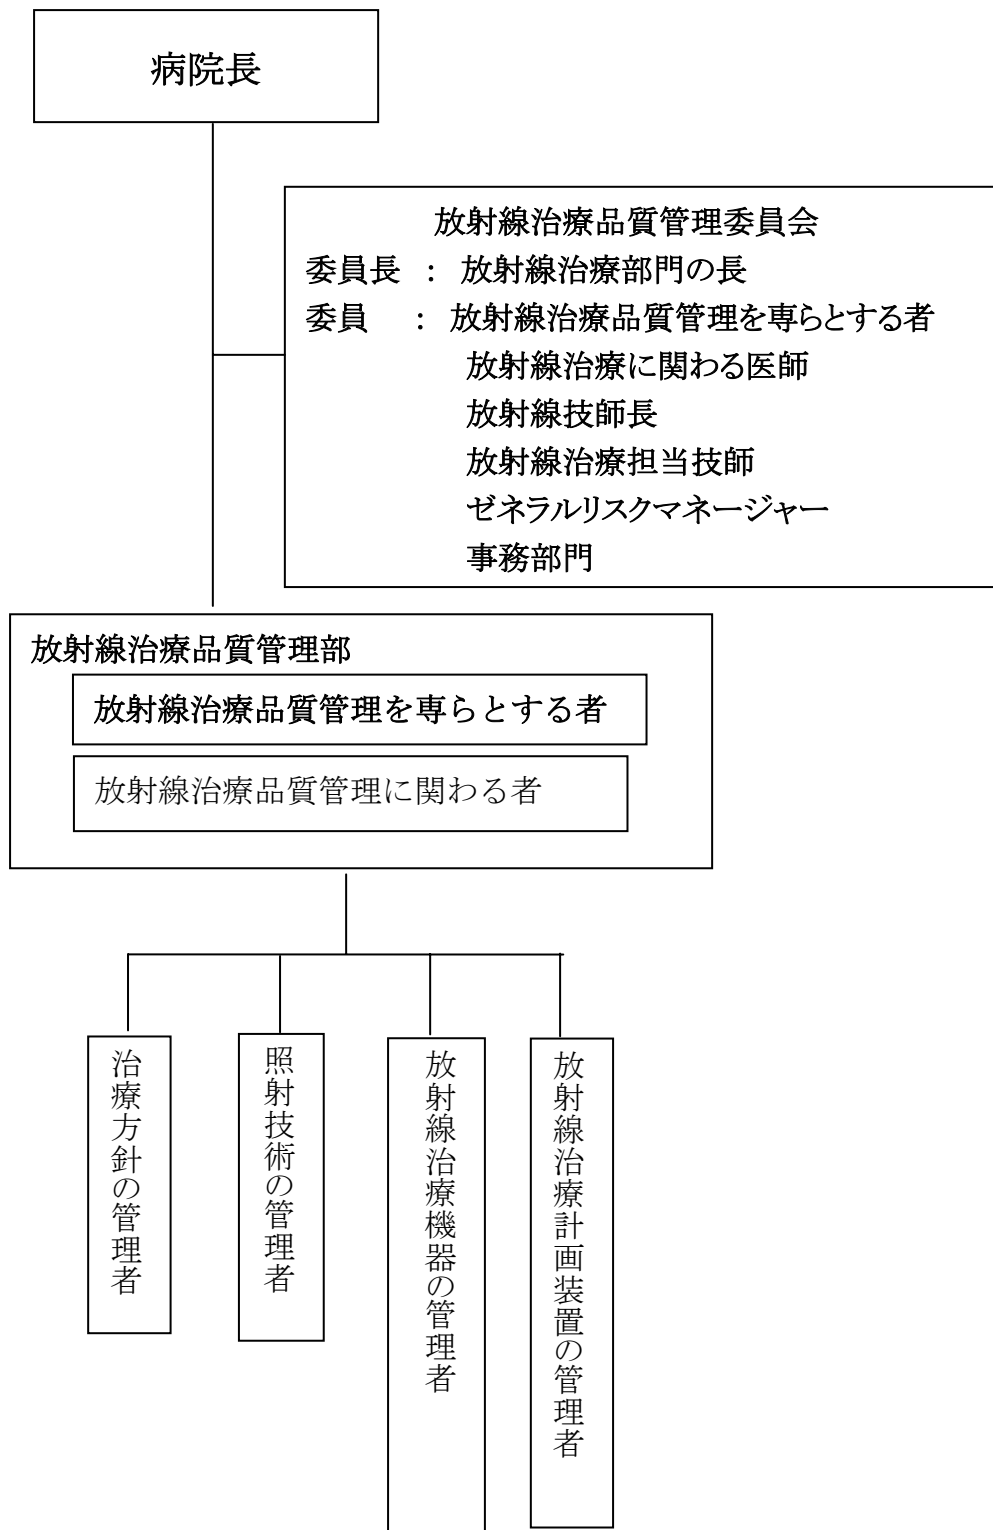 病院長
放射線治療品質管理委員会
委員長 : 放射線治療部門の長
委員 : 放射線治療品質管理を専らとする者
放射線治療に関わる医師
放射線技師長
放射線治療担当技師
ゼネラルリスクマネージャー
事務部門
放射線治療品質管理部
放射線治療品質管理を専らとする者
放射線治療品質管理に関わる者
治療方針の管理者
照射技術の管理者
放射線治療機器の管理者
放射線治療計画装置の管理者